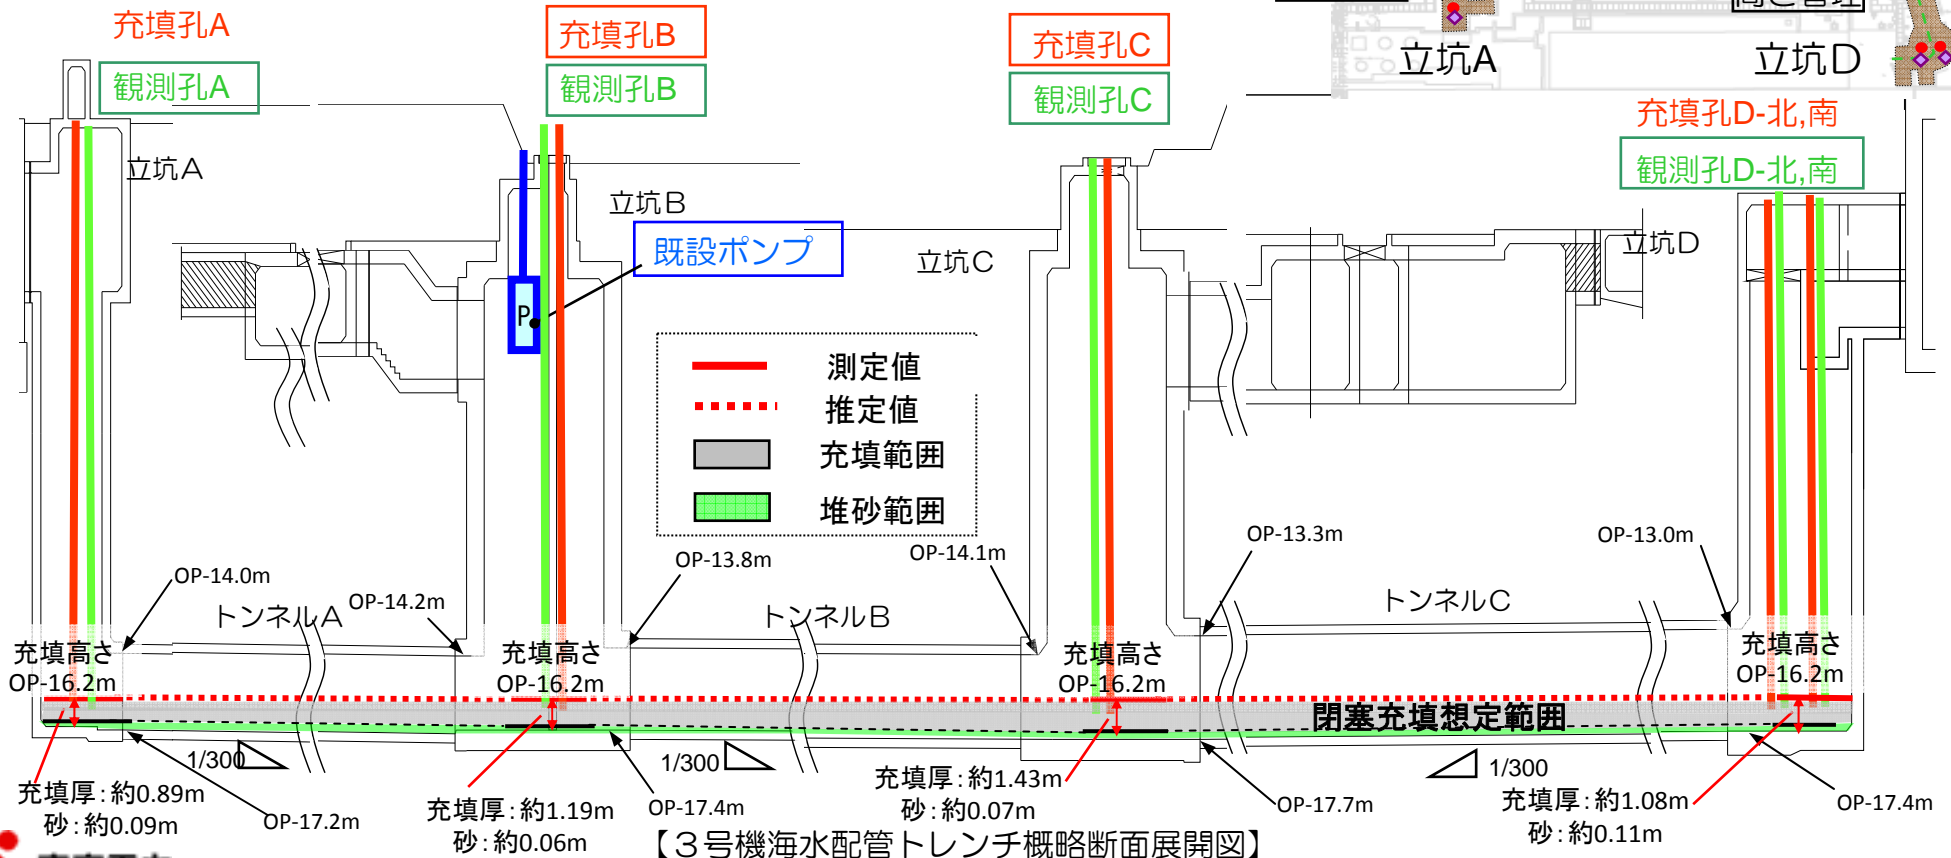 充填孔A
観測孔A
充填孔B
観測孔B
充填孔C
観測孔C
立坑A
立坑D
充填孔D-北,南
観測孔D-北,南
立坑A
立坑B
既設ポンプ
立坑C
立坑D
P
測定値
推定値
充填範囲
堆砂範囲
OP-14.0m
トンネルA
OP-14.2m
OP-13.8m
トンネルB
OP-14.1m
OP-13.3m
トンネルC
OP-13.0m
充填高さ
OP-16.2m
充填高さ
OP-16.2m
充填高さ
OP-16.2m
充填高さ
OP-16.2m
閉塞充填想定範囲
1/300
1/300
1/300
充填厚:約0.89m
砂:約0.09m
OP-17.2m
充填厚:約1.19m
砂:約0.06m
OP-17.4m
充填厚:約1.43m
砂:約0.07m
OP-17.7m
充填厚:約1.08m
砂:約0.11m
OP-17.4m
【3号機海水配管トレンチ概略断面展開図】